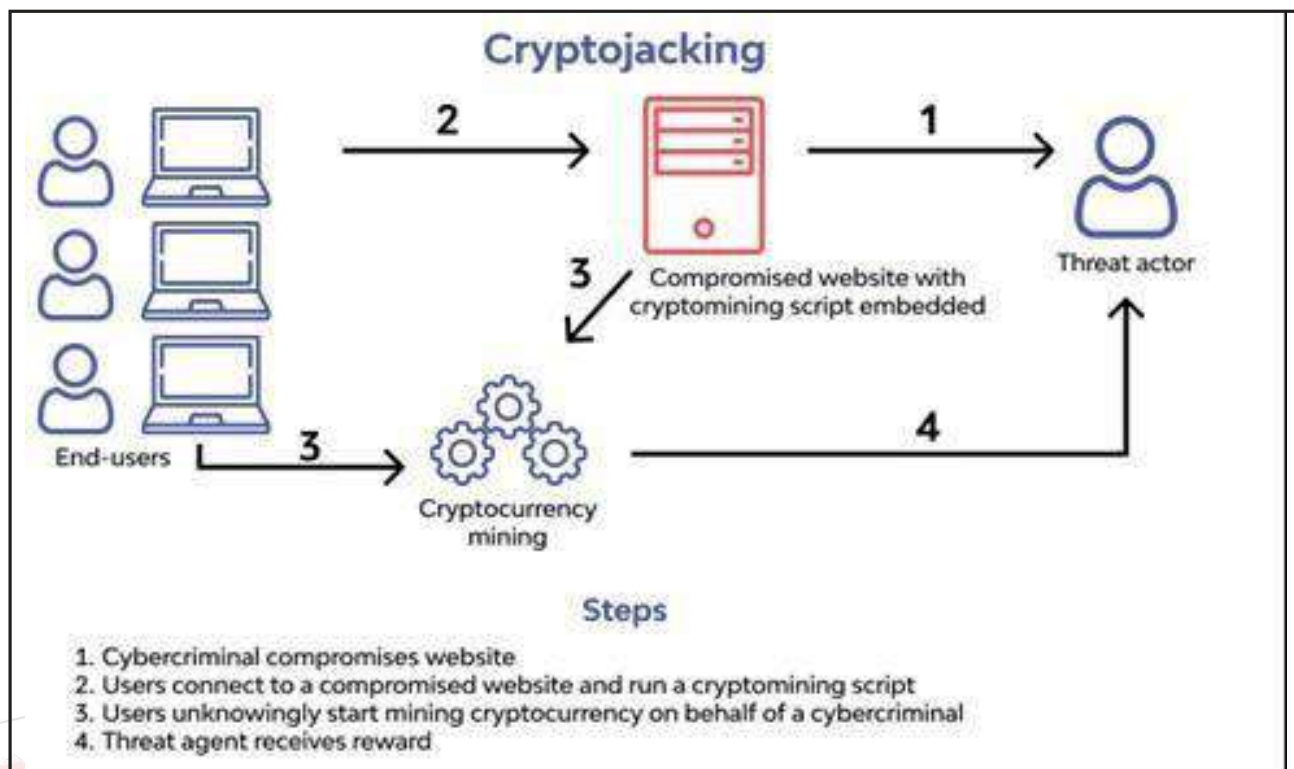 Cryptojacking
2
1
3
Compromised website with
cryptomining script embedded
Threat actor
End-users
3
4
Cryptocurrency
mining
Steps
1. Cybercriminal compromises website
2. Users connect to a compromised website and run a cryptomining script
3. Users unknowingly start mining cryptocurrency on behalf of a cybercriminal
4. Threat agent receives reward